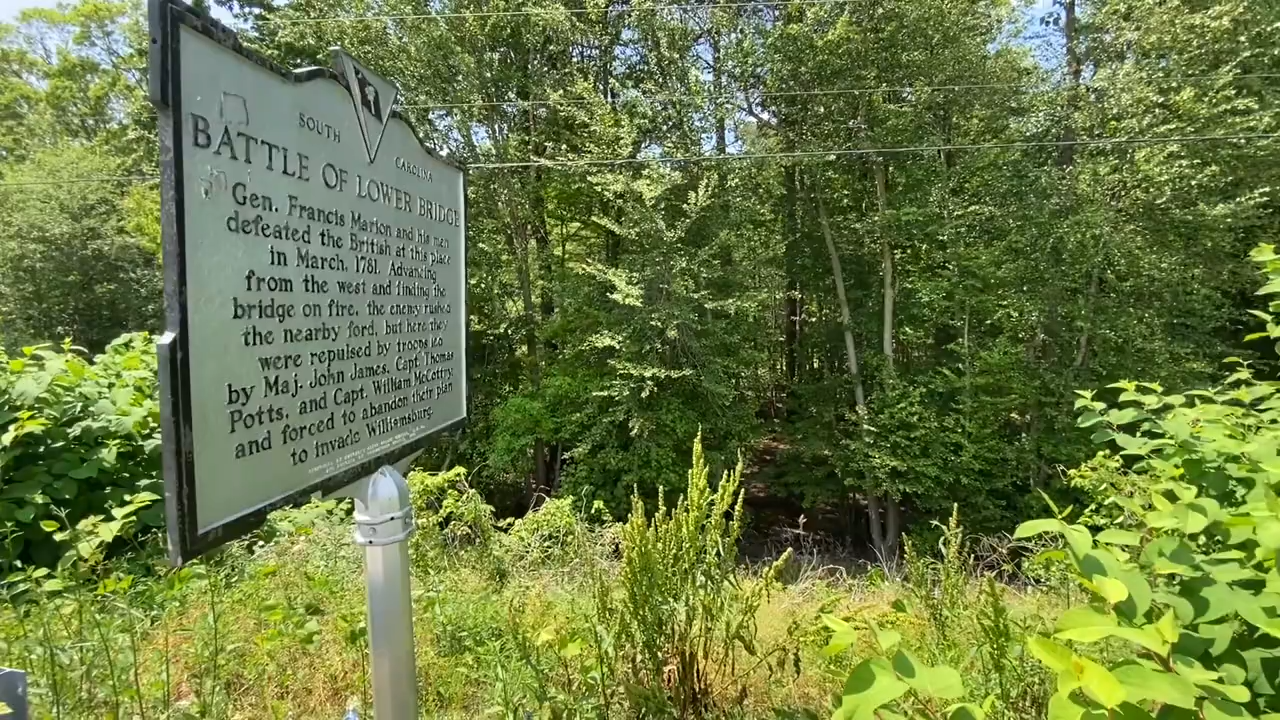 SOUTH CAROLINA
BATTLE OF LOWER BRIDGE
Gen. Francis Marion and his men
defeated the British at this place
in March, 1781. Advancing
from the west and finding the
bridge on fire, the enemy rushed
the nearby ford, but here they
were repulsed by troops led
by Maj. John James, Capt. Thomas
Potts, and Capt. William McCottry,
and forced to abandon their plan
to invade Williamsburg.